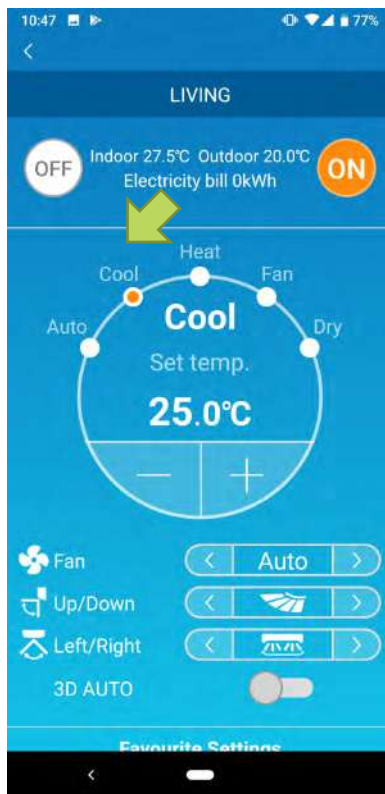 10:47 77%
LIVING
OFF
Indoor 27.5℃ Outdoor 20.0℃
Electricity bill 0kWh
ON
Heat
Cool Fan
Auto Cool Dry
Set temp.
25.0℃
Fan Auto
Up/Down
Left/Right
3D AUTO
Favourite Settings